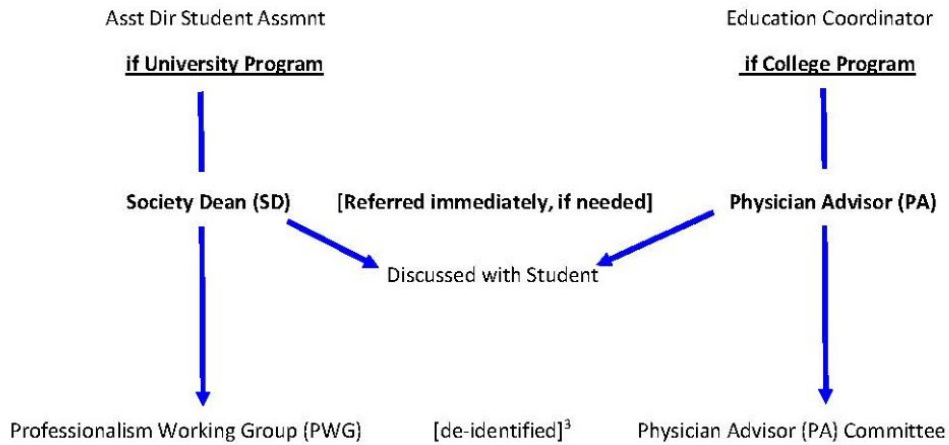 Asst Dir Student Assmnt Education Coordinator
if University Program if College Program
Society Dean (SD) [Referred immediately, if needed] Physician Advisor (PA)
Discussed with Student
Professionalism Working Group (PWG) [de-identified]³ Physician Advisor (PA) Committee